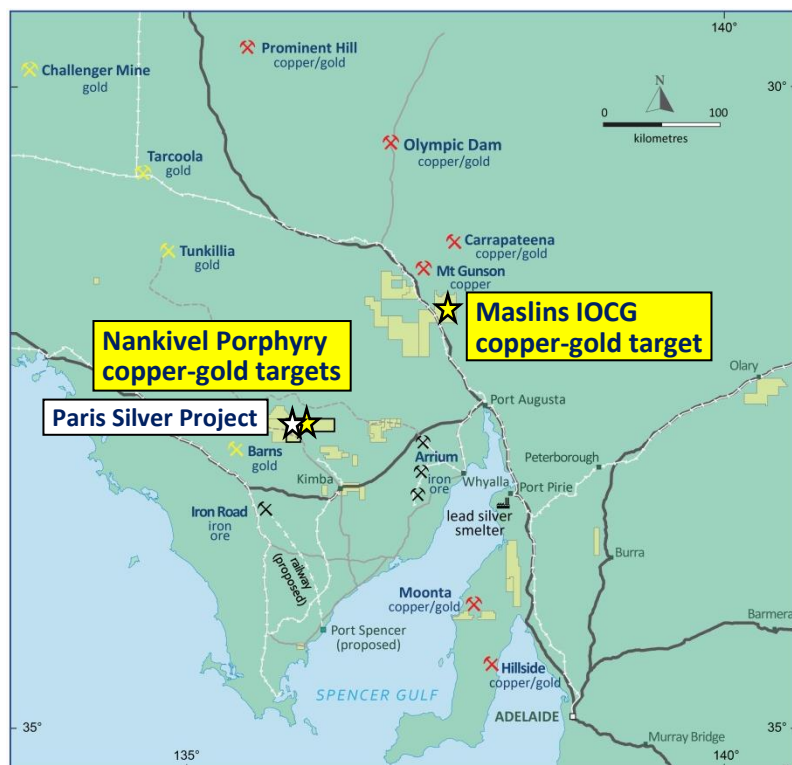 140°
Prominent Hill
copper/gold
Challenger Mine
gold
30°
30°
N
0
100
kilometres
Olympic Dam
copper/gold
Tarcoola
gold
Carrapateena
copper/gold
Tunkillia
gold
Mt Gunson
copper
Maslins IOCG
copper-gold target
Nankivel Porphyry
copper-gold targets
Olary
Paris Silver Project
Port Augusta
Barns
gold
Arrium
iron
ore
Peterborough
Kimba
Whyalla
Port Pirie
Iron Road
iron
ore
lead silver
smelter
railway
(proposed)
Burra
Moonta
copper/gold
Barmera
Port Spencer
(proposed)
Hillside
copper/gold
SPENCER GULF
ADELAIDE
35°
35°
Murray Bridge
135°
140°